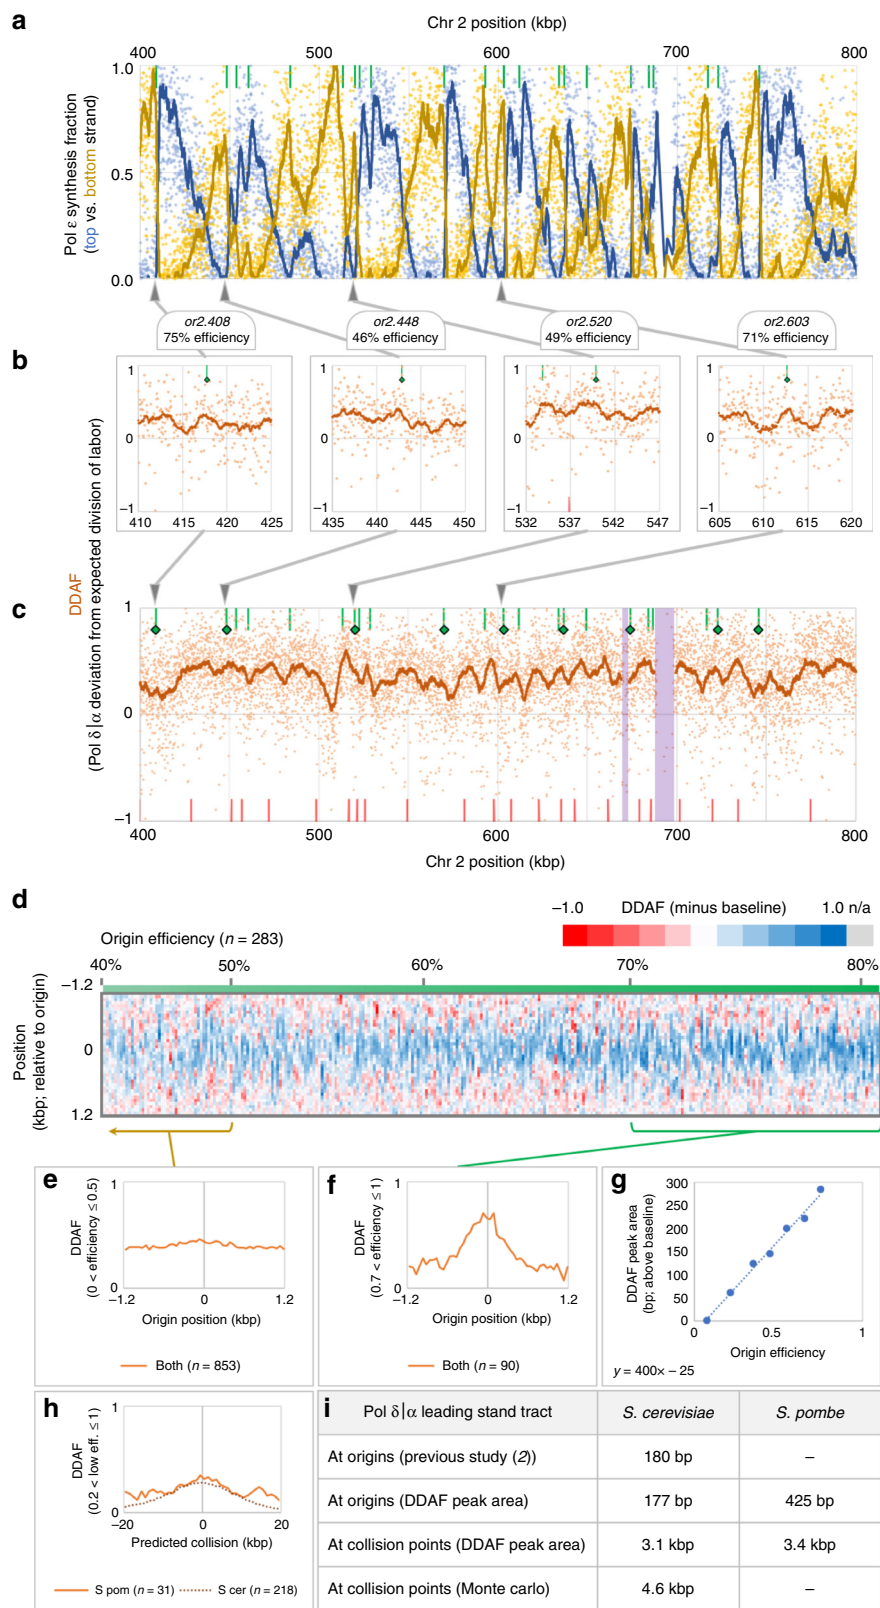 a
Chr 2 position (kbp)
400 500 600 700 800
1.0
0.5
0.0
Pol ε synthesis fraction
(top vs. bottom strand)
or2.408
75% efficiency
or2.448
46% efficiency
or2.520
49% efficiency
or2.603
71% efficiency
b
1
0
−1
410 415 420 425
1
0
−1
435 440 445 450
1
0
−1
532 537 542 547
1
0
−1
605 610 615 620
DDAF
(Pol δ|α deviation from expected division of labor)
c
1
0
−1
400 500 600 700 800
Chr 2 position (kbp)
d
−1.0 DDAF (minus baseline) 1.0 n/a
Origin efficiency (n = 283)
40% 50% 60% 70% 80%
−1.2
0
1.2
Position
(kbp; relative to origin)
e
DDAF
(0 < efficiency ≤ 0.5)
1
0
−1.2 0 1.2
Origin position (kbp)
Both (n = 853)
f
DDAF
(0.7 < efficiency ≤ 1)
1
0
−1.2 0 1.2
Origin position (kbp)
Both (n = 90)
g
DDAF peak area
(bp; above baseline)
300
250
200
150
100
50
0
0 0.5 1
Origin efficiency
y = 400× − 25
h
DDAF
(0.2 < low eff. ≤ 1)
1
0
−20 0 20
Predicted collision (kbp)
S pom (n = 31) S cer (n = 218)
i
Pol δ|α leading stand tract S. cerevisiae S. pombe
At origins (previous study (2)) 180 bp –
At origins (DDAF peak area) 177 bp 425 bp
At collision points (DDAF peak area) 3.1 kbp 3.4 kbp
At collision points (Monte carlo) 4.6 kbp –